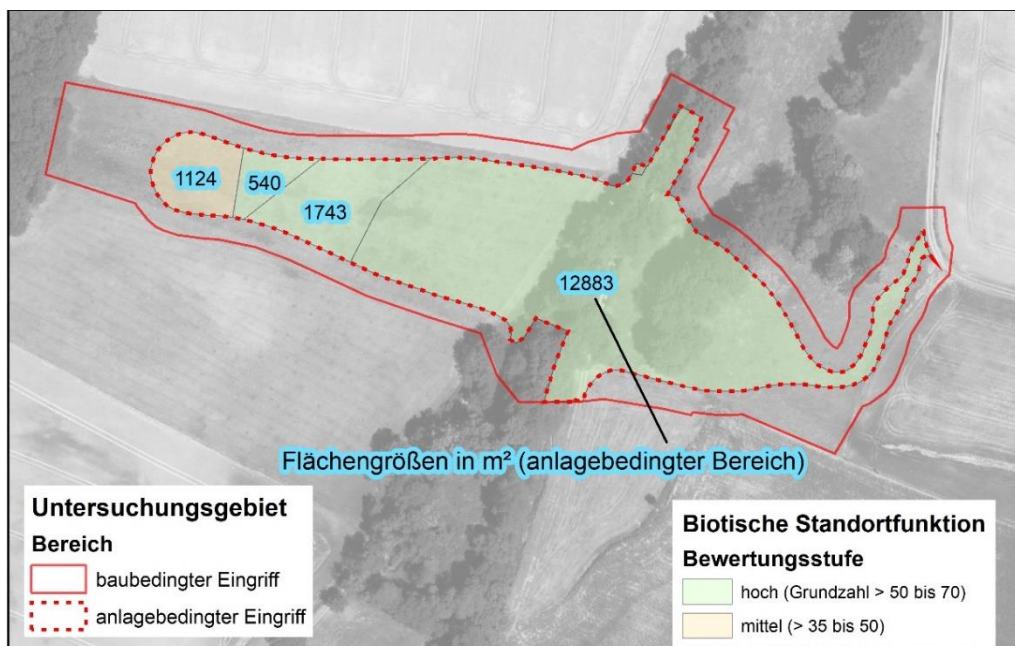 1124
540
1743
12883
Flächengrößen in m² (anlagebedingter Bereich)
Untersuchungsgebiet
Bereich
baubedingter Eingriff
anlagebedingter Eingriff
Biotische Standortfunktion
Bewertungsstufe
hoch (Grundzahl > 50 bis 70)
mittel (> 35 bis 50)